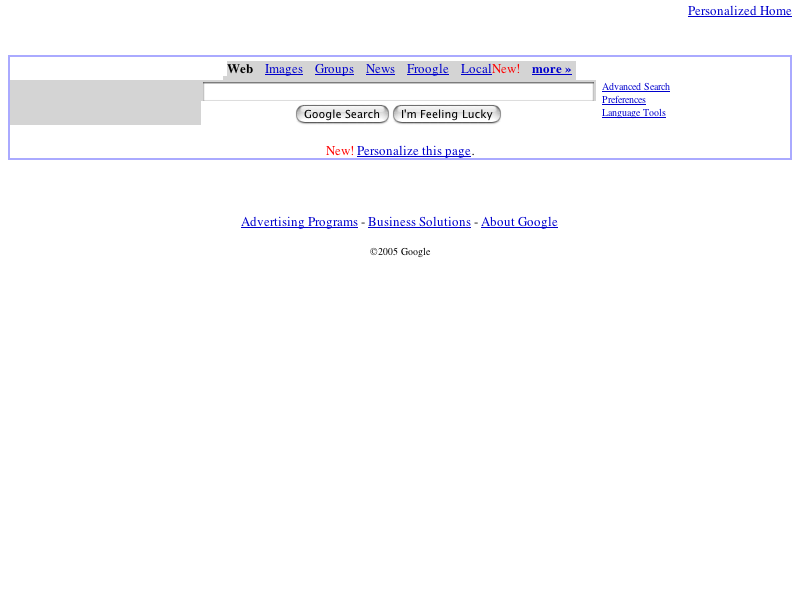 Personalized Home
Web Images Groups News Froogle LocalNew! more »
Advanced Search
Preferences
Language Tools
Google Search I'm Feeling Lucky
New! Personalize this page.
Advertising Programs - Business Solutions - About Google
©2005 Google